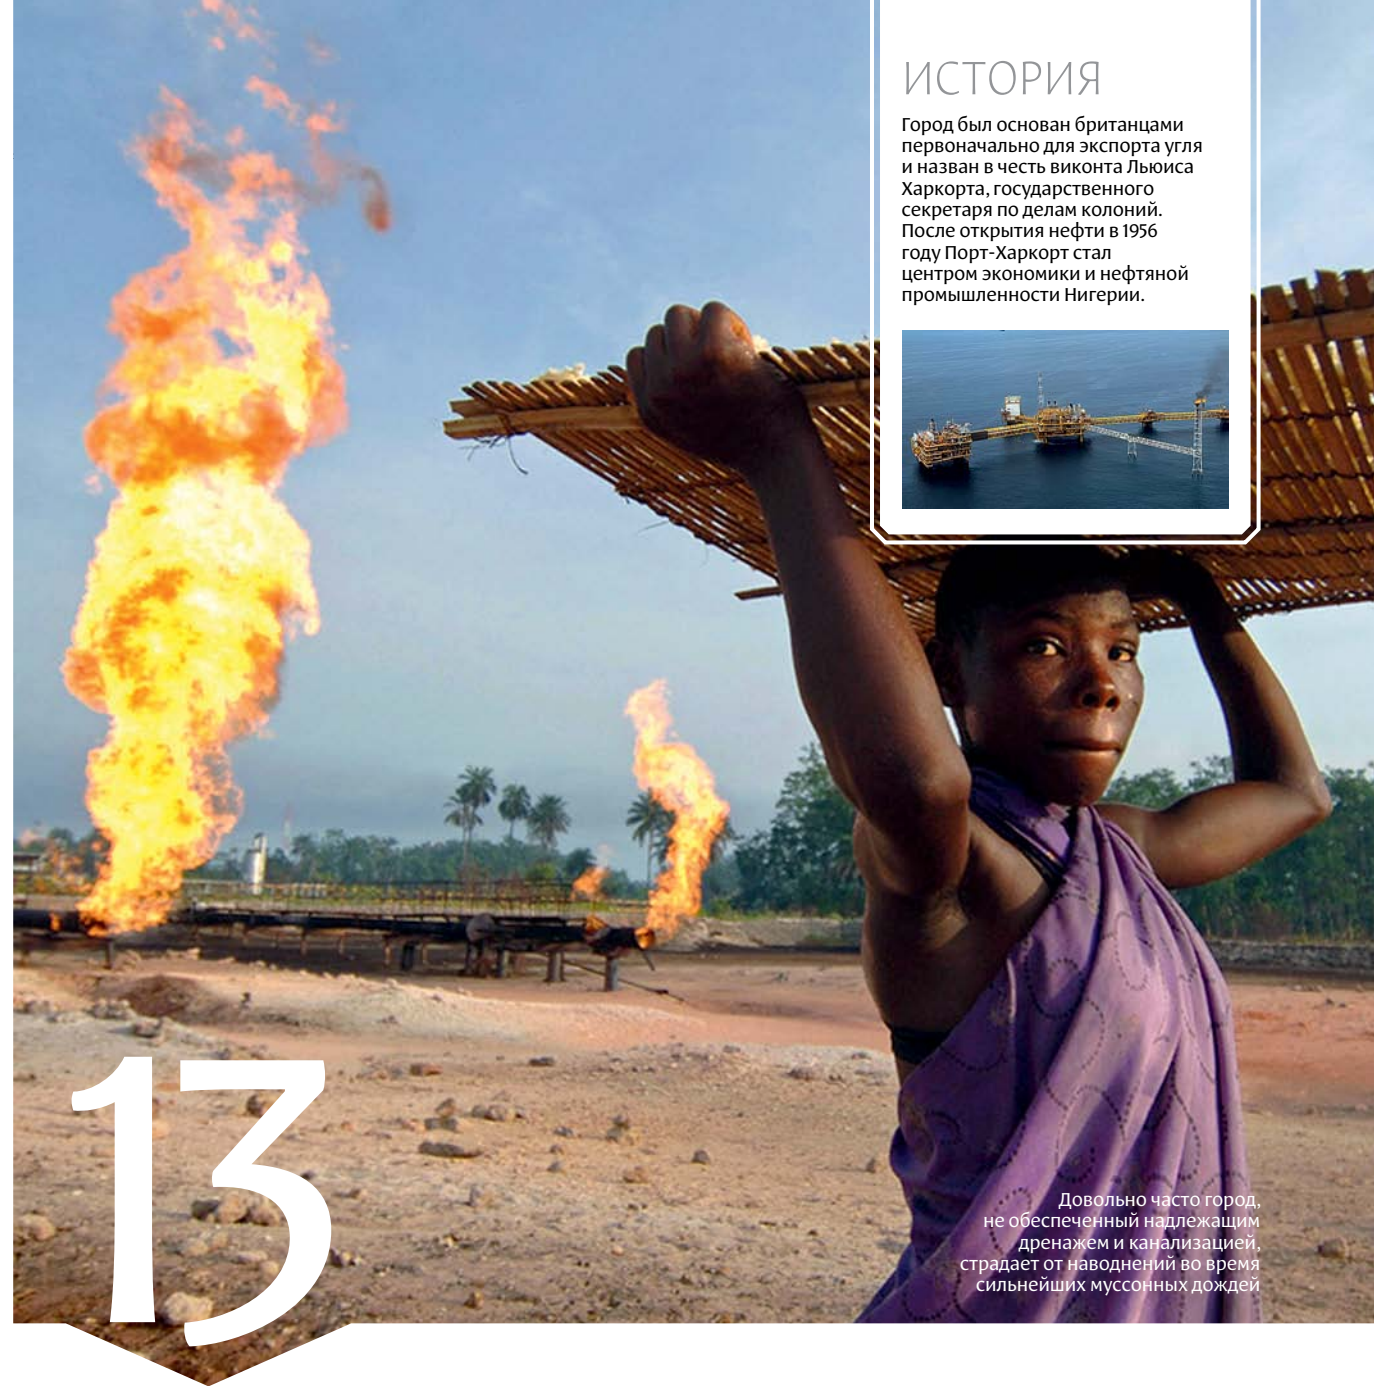 ИСТОРИЯ
Город был основан британцами
первоначально для экспорта угля
и назван в честь виконта Льюиса
Харкорта, государственного
секретаря по делам колоний.
После открытия нефти в 1956
году Порт-Харкорт стал
центром экономики и нефтяной
промышленности Нигерии.
13
Довольно часто город,
не обеспеченный надлежащим
дренажем и канализацией,
страдает от наводнений во время
сильнейших муссонных дождей